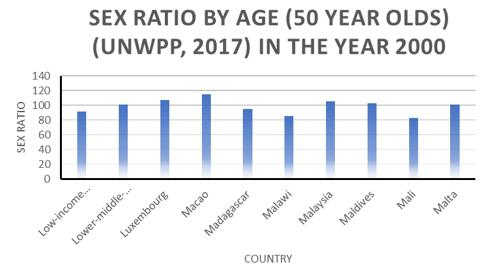 SEX RATIO BY AGE (50 YEAR OLDS)
(UNWPP, 2017) IN THE YEAR 2000
140
120
100
80
60
40
20
0
SEX RATIO
Low-income...
Lower-middle-...
Luxembourg
Macao
Madagascar
Malawi
Malaysia
Maldives
Mali
Malta
COUNTRY